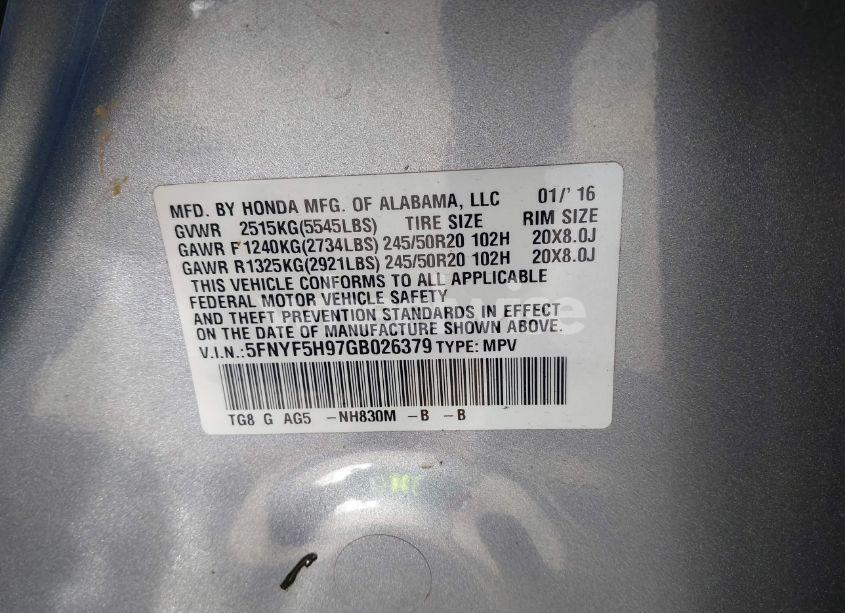 MFD. BY HONDA MFG. OF ALABAMA, LLC 01/' 16
GVWR 2515KG(5545LBS) TIRE SIZE RIM SIZE
GAWR F1240KG(2734LBS) 245/50R20 102H 20X8.0J
GAWR R1325KG(2921LBS) 245/50R20 102H 20X8.0J
THIS VEHICLE CONFORMS TO ALL APPLICABLE
FEDERAL MOTOR VEHICLE SAFETY
AND THEFT PREVENTION STANDARDS IN EFFECT
ON THE DATE OF MANUFACTURE SHOWN ABOVE.
V.I.N.:5FNYF5H97GB026379 TYPE: MPV
TG8 G AG5 -NH830M -B -B